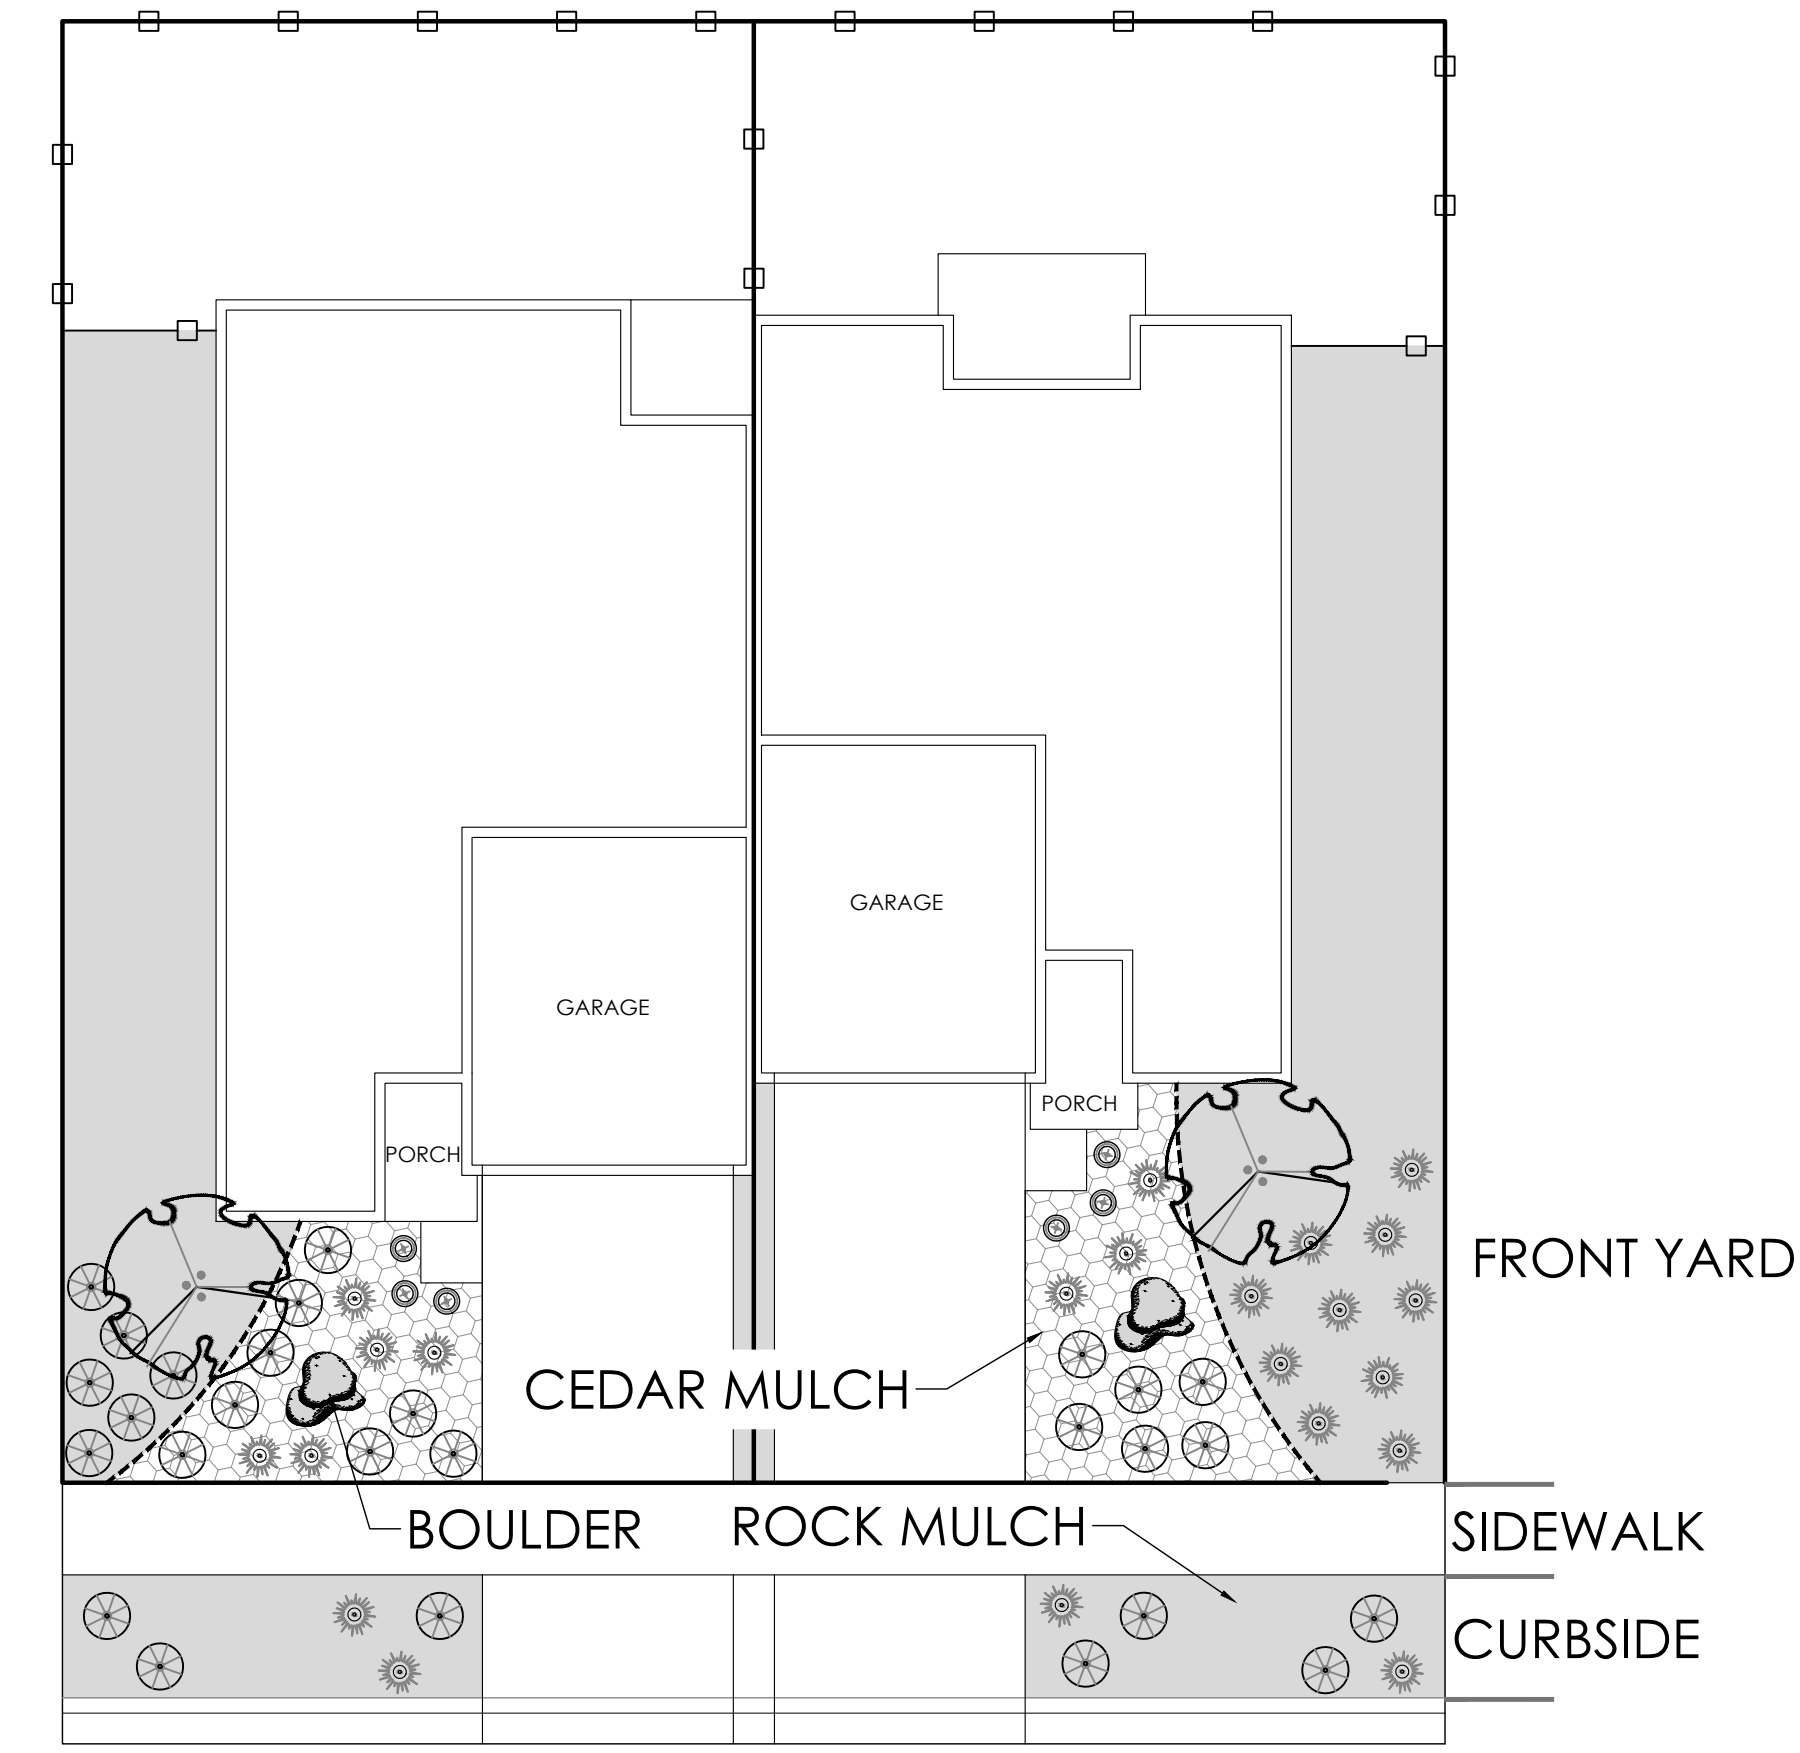 GARAGE
GARAGE
PORCH
PORCH
FRONT YARD
CEDAR MULCH
BOULDER
ROCK MULCH
SIDEWALK
CURBSIDE